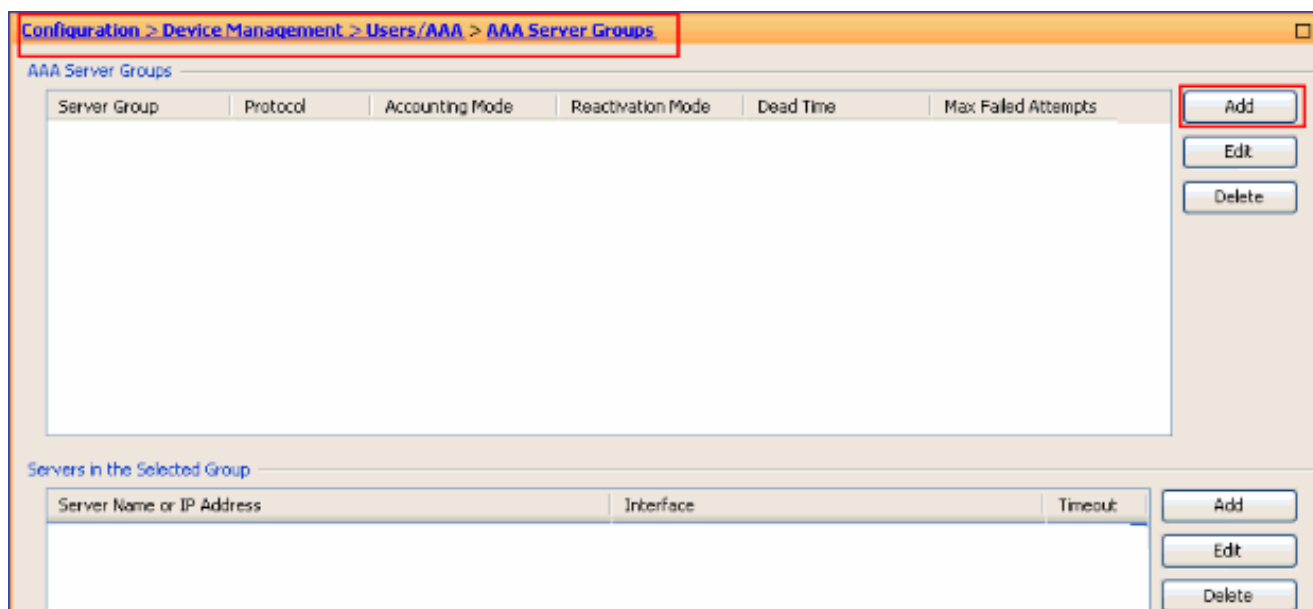 Configuration > Device Management > Users/AAA > AAA Server Groups
AAA Server Groups
Server Group Protocol Accounting Mode Reactivation Mode Dead Time Max Failed Attempts
Add
Edit
Delete
Servers in the Selected Group
Server Name or IP Address Interface Timeout
Add
Edit
Delete